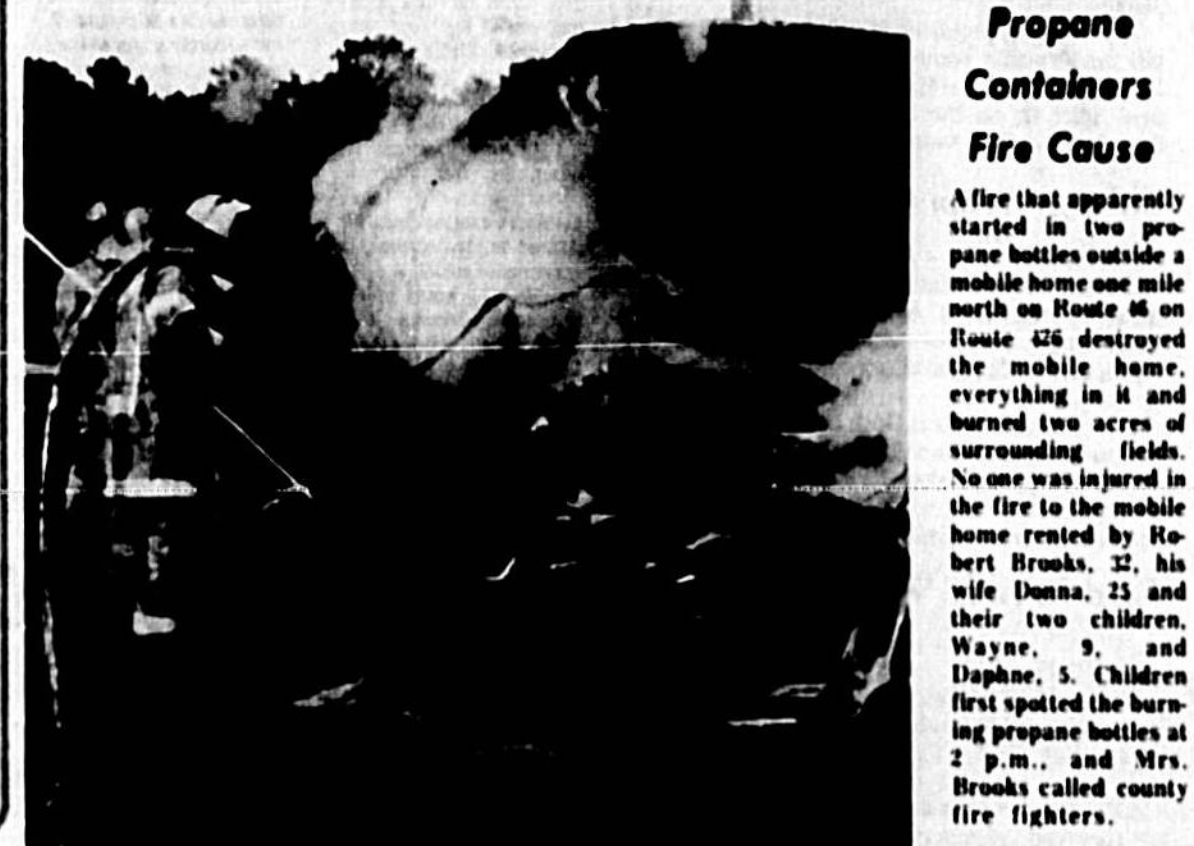 Propane
Containers
Fire Cause
A fire that apparently
started in two pro-
pane bottles outside a
mobile home one mile
north on Route 46 on
Route 426 destroyed
the mobile home,
everything in it and
burned two acres of
surrounding fields.
No one was injured in
the fire to the mobile
home rented by Ro-
bert Brooks, 32, his
wife Donna, 25 and
their two children,
Wayne, 9, and
Daphne, 5. Children
first spotted the burn-
ing propane bottles at
2 p.m., and Mrs.
Brooks called county
fire fighters.